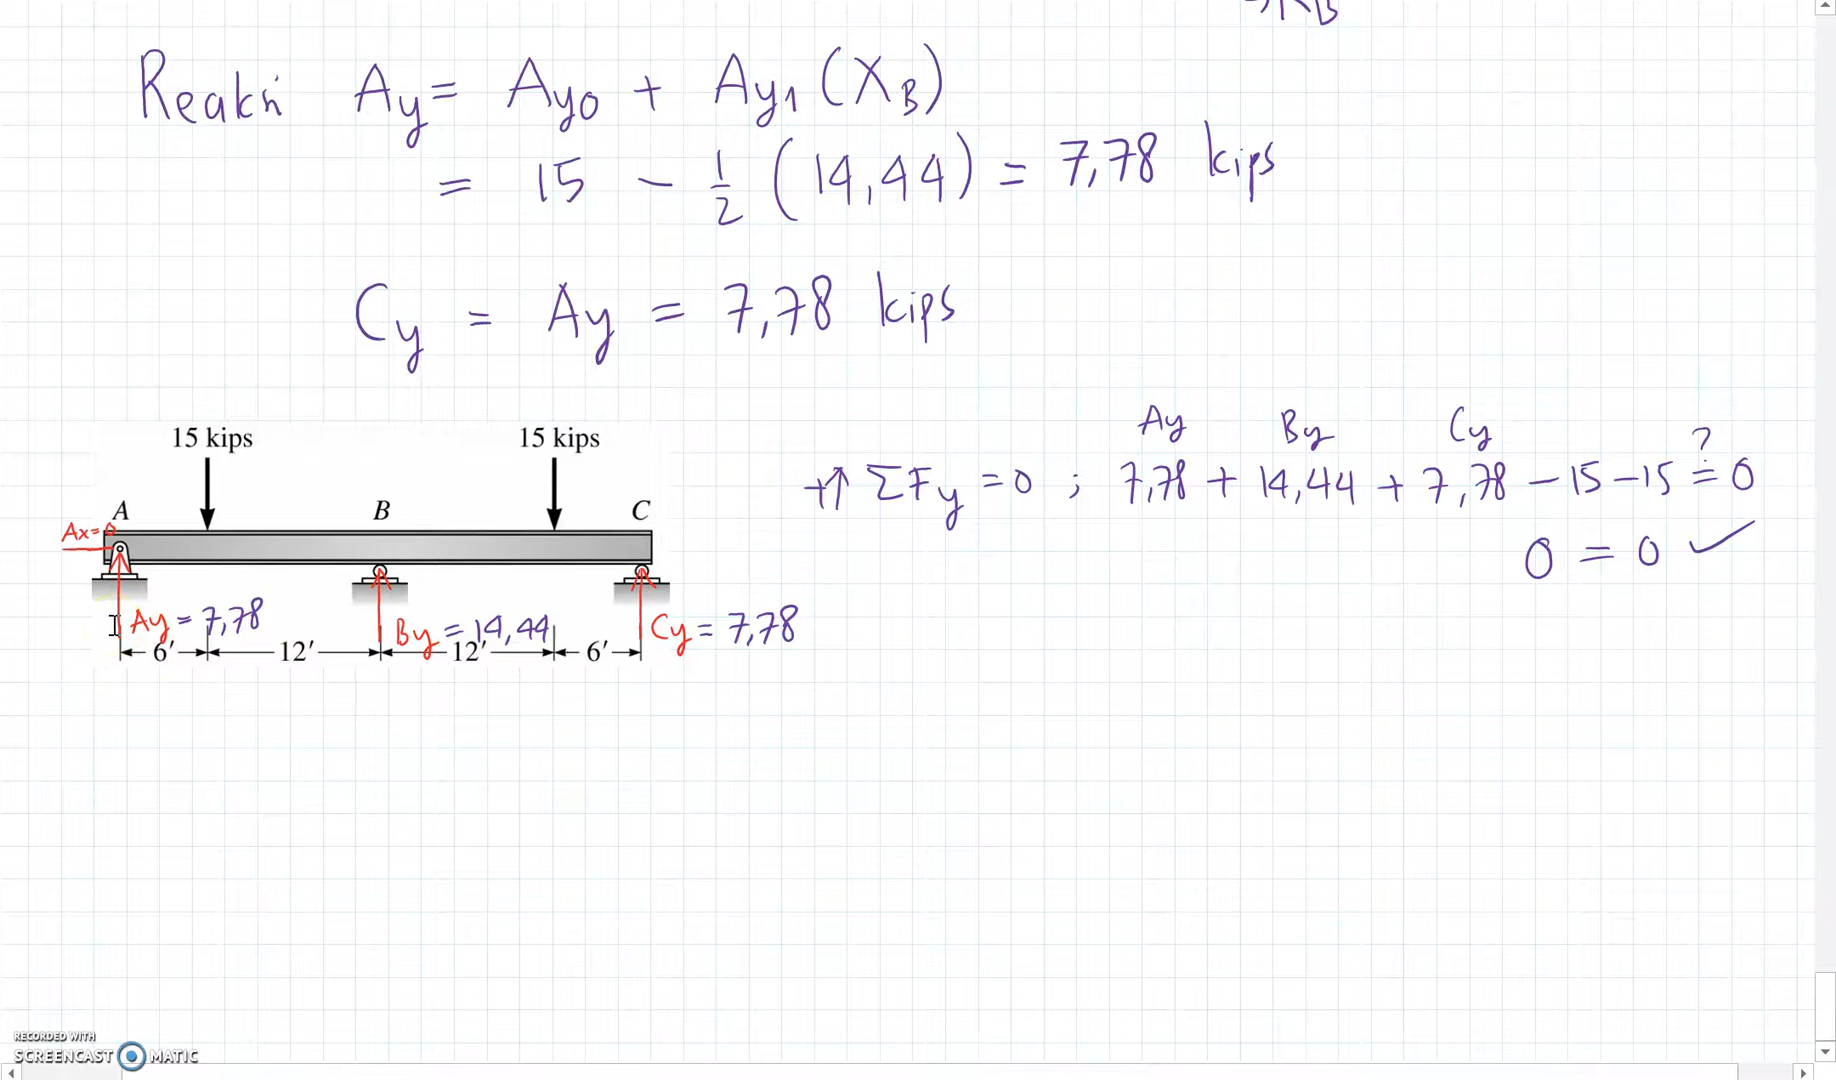 Reaksi Ay = Ay0 + Ay1 (XB)
= 15 - 1/2 (14,44) = 7,78 kips
Cy = Ay = 7,78 kips
Ay By Cy
+↑ ΣFy = 0 ; 7,78 + 14,44 + 7,78 - 15 - 15 ?= 0
0 = 0 ✓
15 kips 15 kips
A B C
Ax = 0
Ay = 7,78 By = 14,44 Cy = 7,78
6′ 12′ 12′ 6′
RECORDED WITH
SCREENCAST MATIC